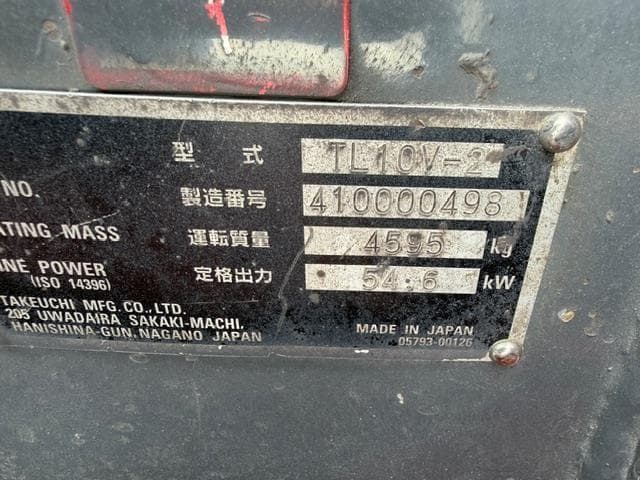 型 式 TL10V-2
NO. 製造番号 410000498
ATING MASS 運転質量 4595 kg
INE POWER 定格出力 54.6 kW
(ISO 14396)
TAKEUCHI MFG.CO.,LTD.
205 UWADAIRA SAKAKI-MACHI,
HANISHINA-GUN,NAGANO JAPAN
MADE IN JAPAN
05793-00126